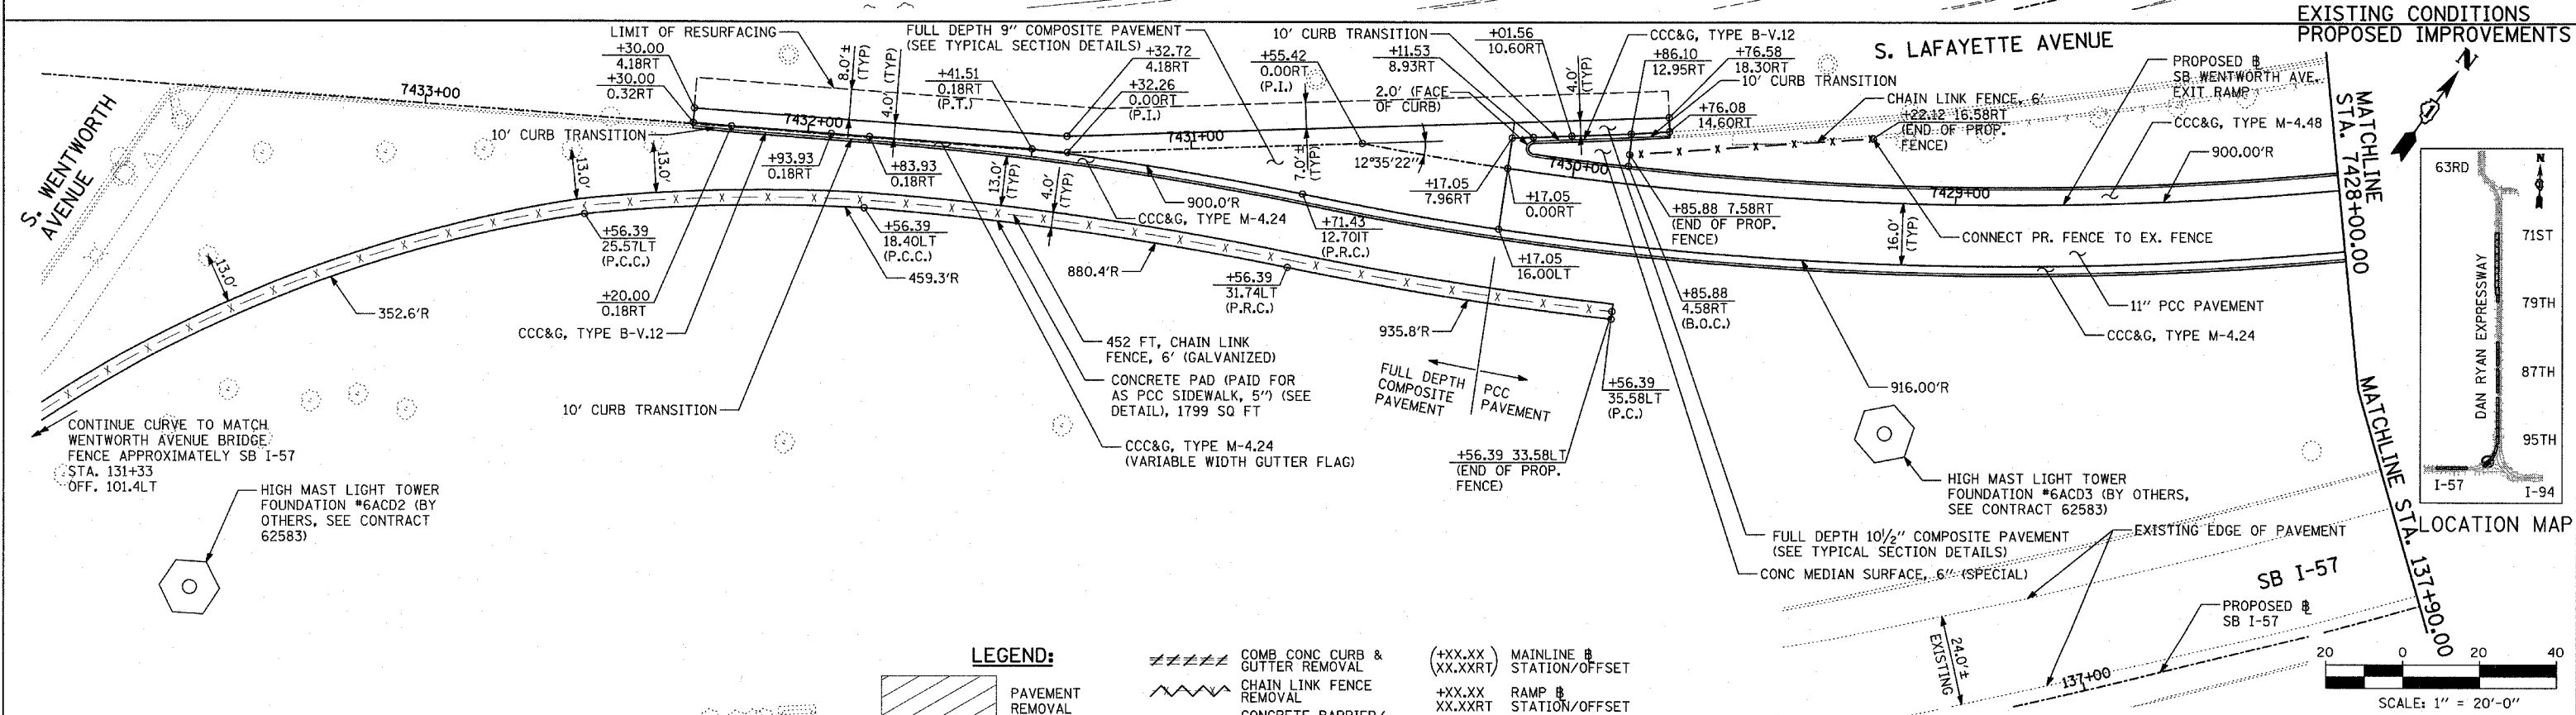 EXISTING CONDITIONS
PROPOSED IMPROVEMENTS
LIMIT OF RESURFACING
+30.00
4.18RT
+30.00
0.32RT
8.0'±
(TYP)
4.0'
(TYP)
FULL DEPTH 9" COMPOSITE PAVEMENT
(SEE TYPICAL SECTION DETAILS)
+32.72
4.18RT
+41.51
0.18RT
(P.T.)
+32.26
0.00RT
(P.I.)
+55.42
0.00RT
(P.I.)
10' CURB TRANSITION
+11.53
8.93RT
2.0' (FACE
OF CURB)
+01.56
10.60RT
4.0'
(TYP)
CCC&G, TYPE B-V.12
+86.10
12.95RT
+76.58
18.30RT
10' CURB TRANSITION
+76.08
14.60RT
S. LAFAYETTE AVENUE
CHAIN LINK FENCE, 6'
+22.12 16.58RT
(END OF PROP.
FENCE)
PROPOSED ℄
SB WENTWORTH AVE.
EXIT RAMP
CCC&G, TYPE M-4.48
900.00'R
MATCHLINE
STA. 7428+00.00
N
S. WENTWORTH
AVENUE
7433+00
7432+00
7431+00
7430+00
7429+00
10' CURB TRANSITION
13.0'
13.0'
+93.93
0.18RT
+83.93
0.18RT
13.0'
(TYP)
4.0'
(TYP)
900.0'R
CCC&G, TYPE M-4.24
7.0'±
(TYP)
12°35'22"
+17.05
7.96RT
+17.05
0.00RT
+85.88 7.58RT
(END OF PROP.
FENCE)
16.0'
(TYP)
CONNECT PR. FENCE TO EX. FENCE
13.0'
+56.39
25.57LT
(P.C.C.)
+56.39
18.40LT
(P.C.C.)
459.3'R
880.4'R
+71.43
12.70IT
(P.R.C.)
+56.39
31.74LT
(P.R.C.)
+17.05
16.00LT
+85.88
4.58RT
(B.O.C.)
352.6'R
+20.00
0.18RT
CCC&G, TYPE B-V.12
10' CURB TRANSITION
452 FT, CHAIN LINK
FENCE, 6' (GALVANIZED)
CONCRETE PAD (PAID FOR
AS PCC SIDEWALK, 5") (SEE
DETAIL), 1799 SQ FT
CCC&G, TYPE M-4.24
(VARIABLE WIDTH GUTTER FLAG)
935.8'R
FULL DEPTH
COMPOSITE
PAVEMENT
PCC
PAVEMENT
+56.39
35.58LT
(P.C.)
+56.39 33.58LT
(END OF PROP.
FENCE)
916.00'R
11" PCC PAVEMENT
CCC&G, TYPE M-4.24
CONTINUE CURVE TO MATCH
WENTWORTH AVENUE BRIDGE
FENCE APPROXIMATELY SB I-57
STA. 131+33
OFF. 101.4LT
HIGH MAST LIGHT TOWER
FOUNDATION #6ACD2 (BY
OTHERS, SEE CONTRACT
62583)
HIGH MAST LIGHT TOWER
FOUNDATION #6ACD3 (BY OTHERS,
SEE CONTRACT 62583)
FULL DEPTH 10½" COMPOSITE PAVEMENT
(SEE TYPICAL SECTION DETAILS)
CONC MEDIAN SURFACE, 6" (SPECIAL)
EXISTING EDGE OF PAVEMENT
SB I-57
PROPOSED ℄
SB I-57
24.0'±
EXISTING
137+00
MATCHLINE STA. 137+90.00
63RD
N
71ST
79TH
87TH
95TH
DAN RYAN EXPRESSWAY
I-57
I-94
LOCATION MAP
LEGEND:
PAVEMENT
REMOVAL
COMB CONC CURB &
GUTTER REMOVAL
CHAIN LINK FENCE
REMOVAL
CONCRETE BARRIER/
(+XX.XX
XX.XXRT)
MAINLINE ℄
STATION/OFFSET
+XX.XX
XX.XXRT
RAMP ℄
STATION/OFFSET
20 0 20 40
SCALE: 1" = 20'-0"